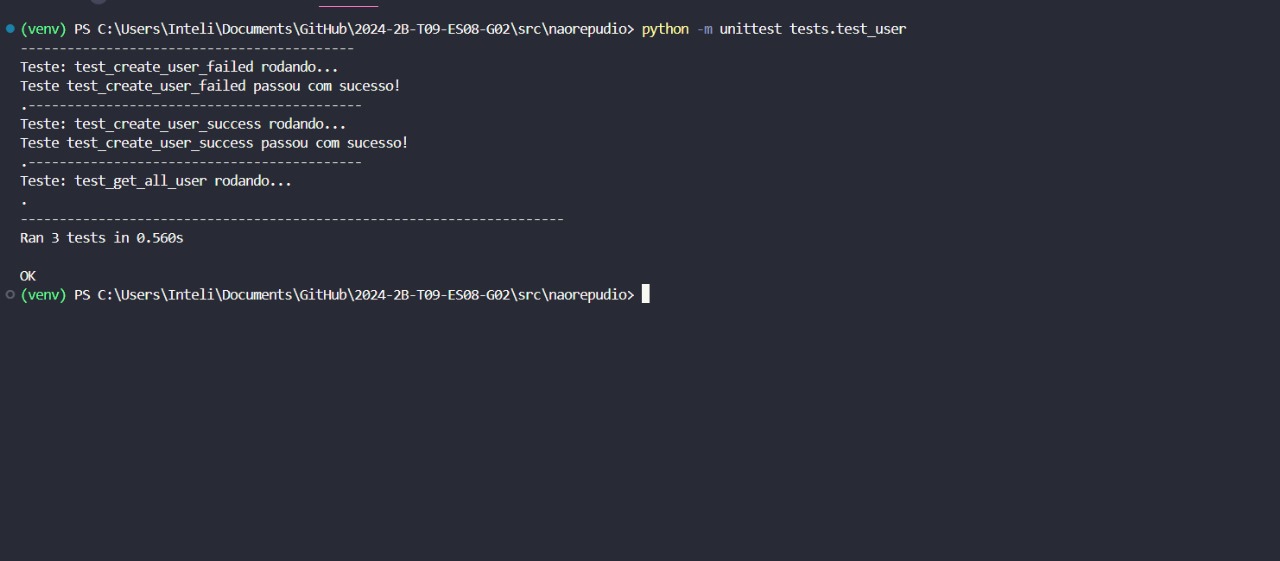 (venv) PS C:\Users\Inteli\Documents\GitHub\2024-2B-T09-ES08-G02\src\naorepudio> python -m unittest tests.test_user
-------------------------------------------
Teste: test_create_user_failed rodando...
Teste test_create_user_failed passou com sucesso!
.-------------------------------------------
Teste: test_create_user_success rodando...
Teste test_create_user_success passou com sucesso!
.-------------------------------------------
Teste: test_get_all_user rodando...
.
----------------------------------------------------------------------
Ran 3 tests in 0.560s
OK
(venv) PS C:\Users\Inteli\Documents\GitHub\2024-2B-T09-ES08-G02\src\naorepudio>